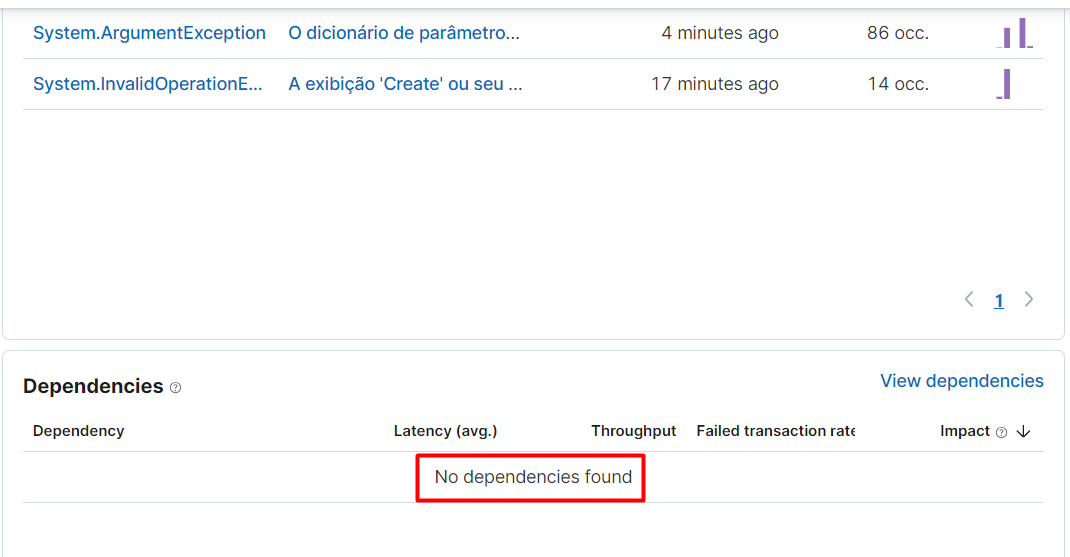 System.ArgumentException O dicionário de parâmetro... 4 minutes ago 86 occ.
System.InvalidOperationE... A exibição 'Create' ou seu ... 17 minutes ago 14 occ.
1
Dependencies View dependencies
Dependency Latency (avg.) Throughput Failed transaction rate Impact
No dependencies found